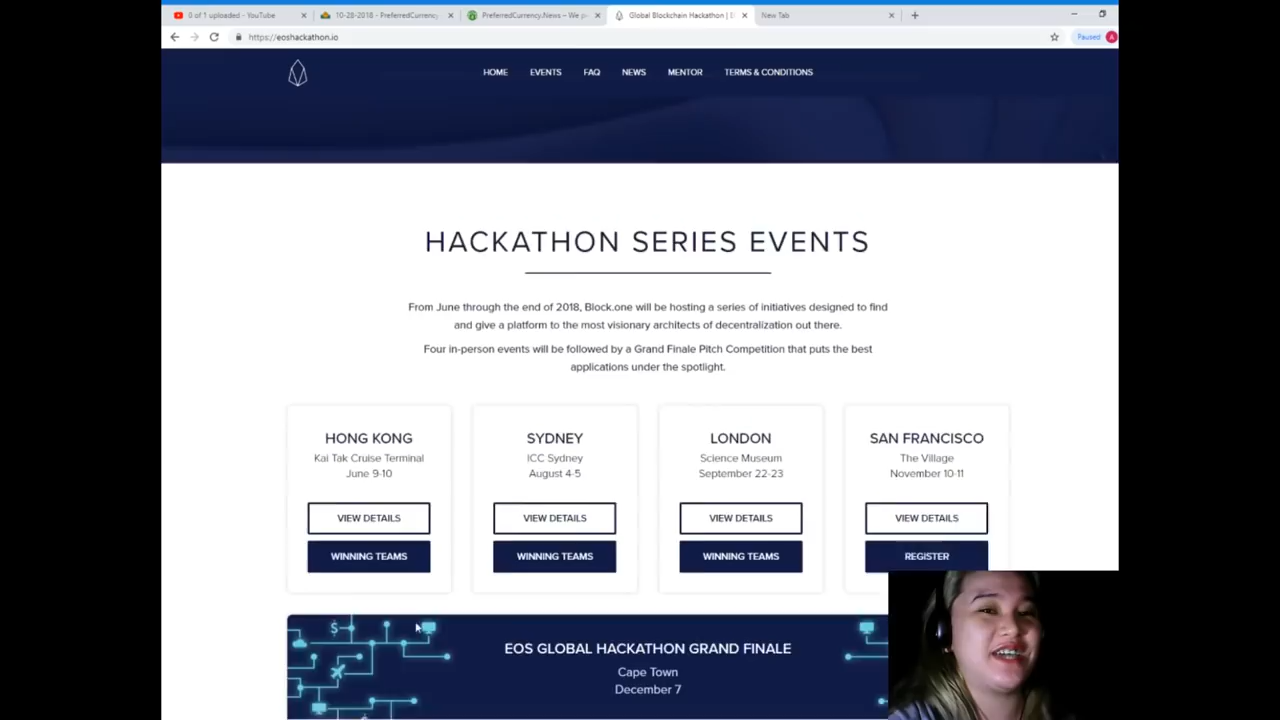 0 of 1 uploaded - YouTube
10-28-2018 - PreferredCurrency
PreferredCurrency.News – We p
Global Blockchain Hackathon | E
New Tab
https://eoshackathon.io
Paused
A
HOME EVENTS FAQ NEWS MENTOR TERMS & CONDITIONS
HACKATHON SERIES EVENTS
From June through the end of 2018, Block.one will be hosting a series of initiatives designed to find
and give a platform to the most visionary architects of decentralization out there.
Four in-person events will be followed by a Grand Finale Pitch Competition that puts the best
applications under the spotlight.
HONG KONG
Kai Tak Cruise Terminal
June 9-10
VIEW DETAILS
WINNING TEAMS
SYDNEY
ICC Sydney
August 4-5
VIEW DETAILS
WINNING TEAMS
LONDON
Science Museum
September 22-23
VIEW DETAILS
WINNING TEAMS
SAN FRANCISCO
The Village
November 10-11
VIEW DETAILS
REGISTER
$
EOS GLOBAL HACKATHON GRAND FINALE
Cape Town
December 7